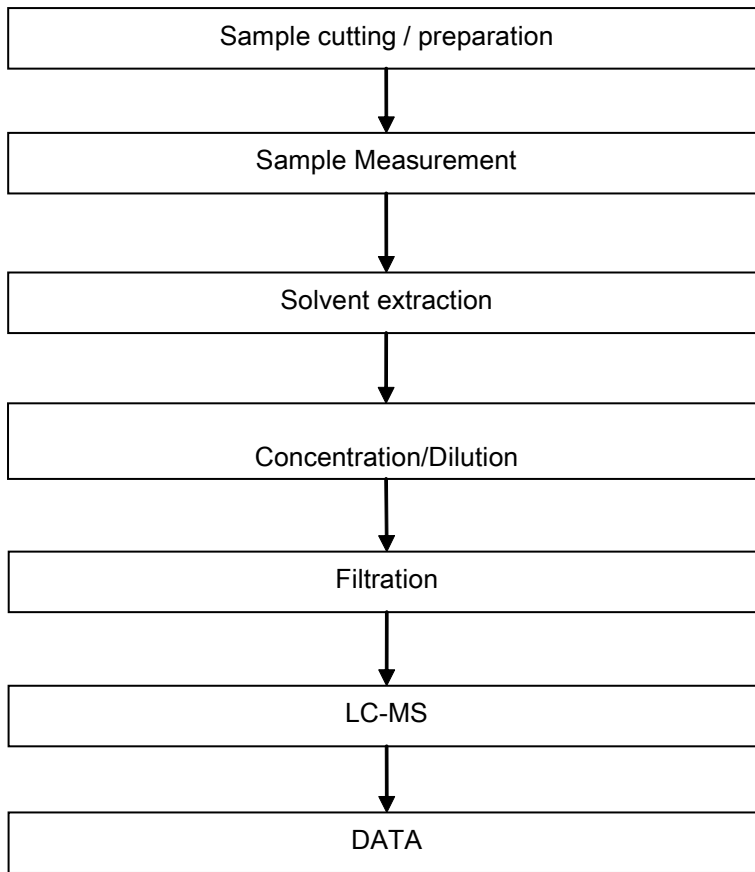 Sample cutting / preparation
Sample Measurement
Solvent extraction
Concentration/Dilution
Filtration
LC-MS
DATA